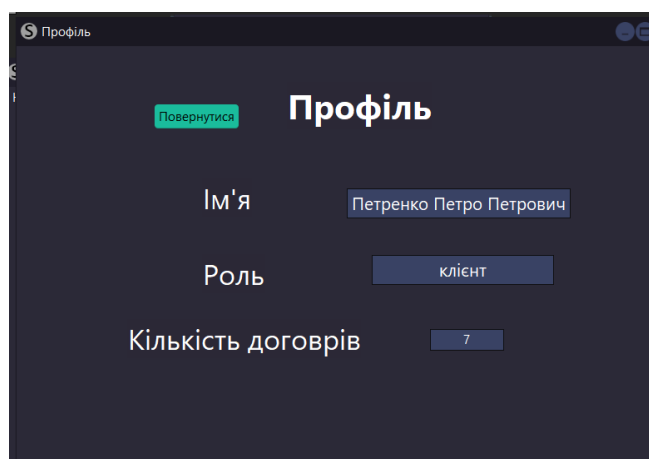 S Профіль
Профіль
Повернутися
Ім'я Петренко Петро Петрович
Роль клієнт
Кількість договрів 7